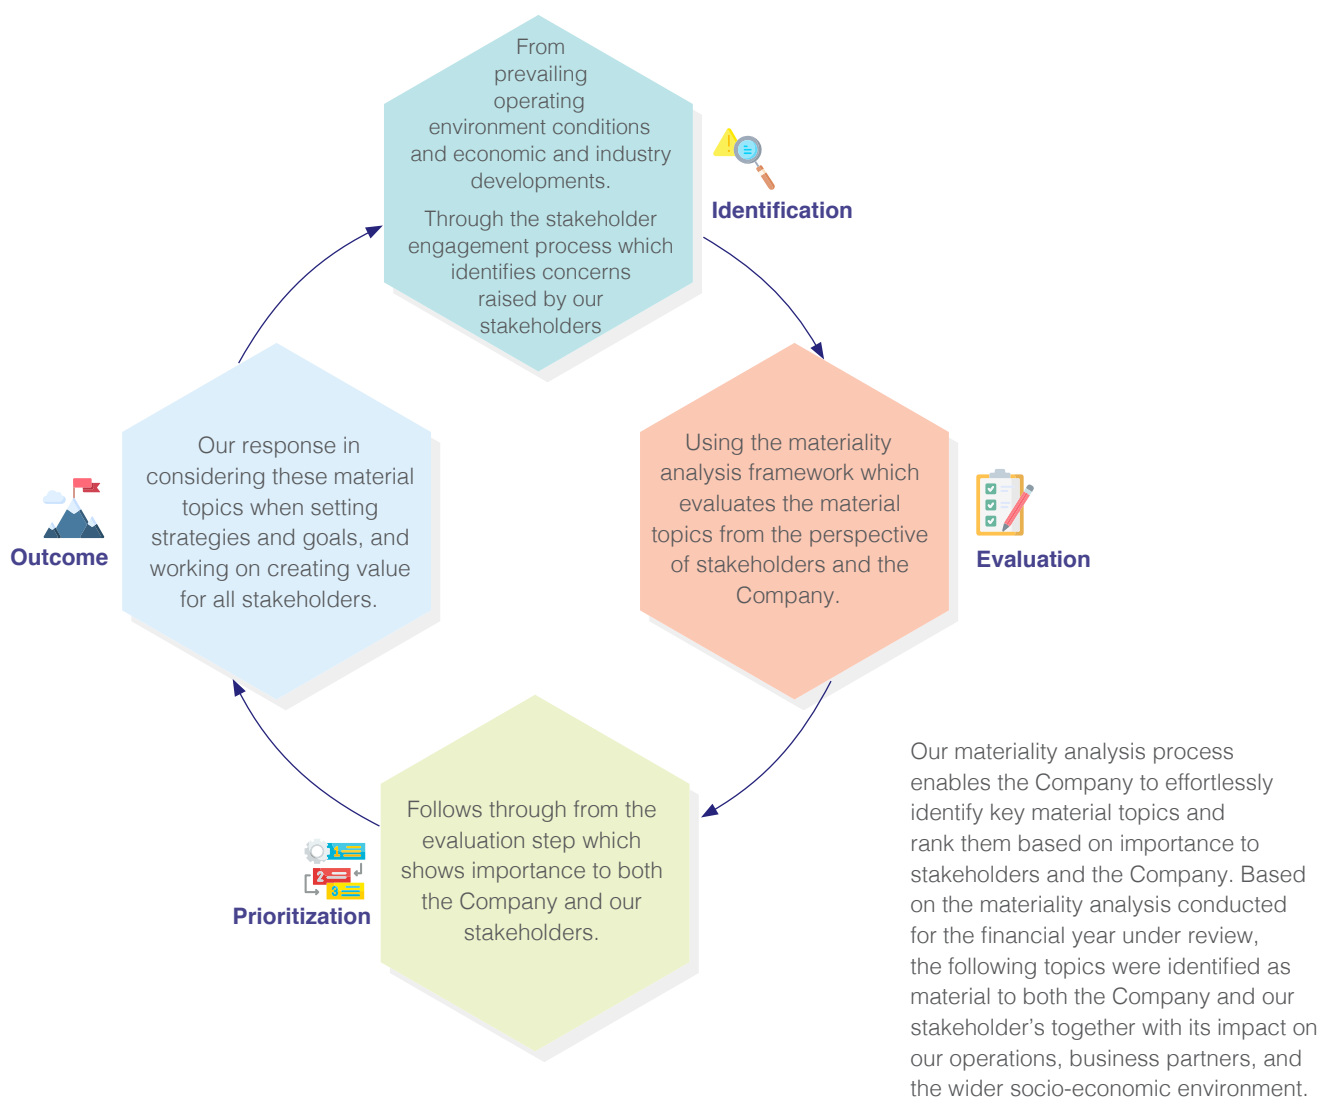 From
prevailing
operating
environment conditions
and economic and industry
developments.
Through the stakeholder
engagement process which
identifies concerns
raised by our
stakeholders
Identification
Using the materiality
analysis framework which
evaluates the material
topics from the perspective
of stakeholders and the
Company.
Evaluation
Follows through from the
evaluation step which
shows importance to both
the Company and our
stakeholders.
1
2
3
Prioritization
Our response in
considering these material
topics when setting
strategies and goals, and
working on creating value
for all stakeholders.
Outcome
Our materiality analysis process
enables the Company to effortlessly
identify key material topics and
rank them based on importance to
stakeholders and the Company. Based
on the materiality analysis conducted
for the financial year under review,
the following topics were identified as
material to both the Company and our
stakeholder’s together with its impact on
our operations, business partners, and
the wider socio-economic environment.